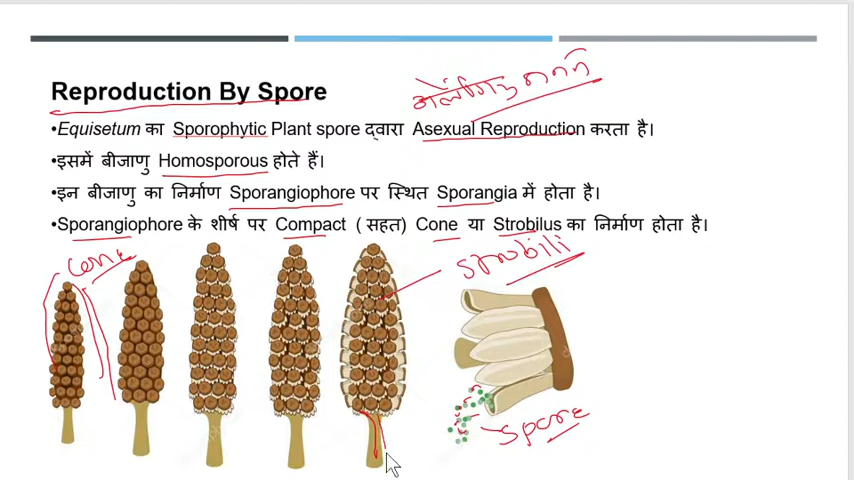 Reproduction By Spore
अलैंगिक जनन
•Equisetum का Sporophytic Plant spore द्वारा Asexual Reproduction करता है।
•इसमें बीजाणु Homosporous होते हैं।
•इन बीजाणु का निर्माण Sporangiophore पर स्थित Sporangia में होता है।
•Sporangiophore के शीर्ष पर Compact ( सहत) Cone या Strobilus का निर्माण होता है।
Cone
Strobili
Spore